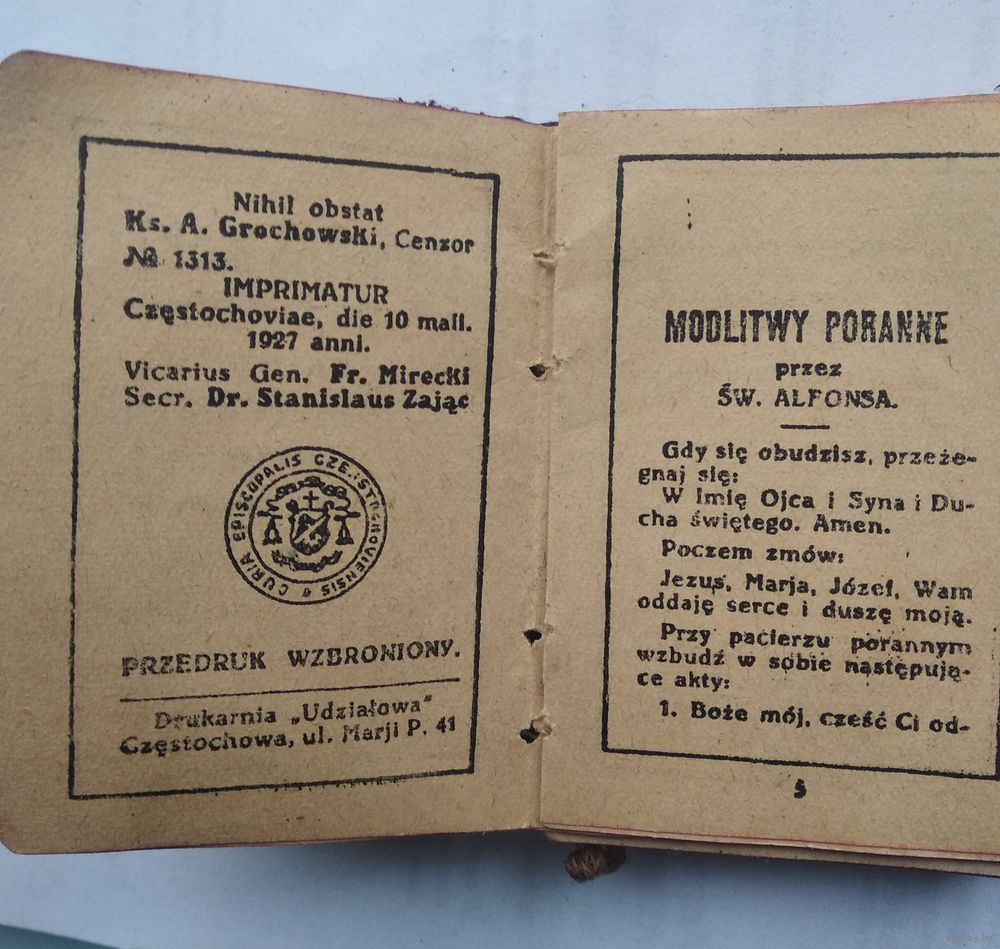 Nihil obstat
Ks. A. Grochowski, Cenzor
№ 1313.
IMPRIMATUR
Częstochoviae, die 10 maii.
1927 anni.
Vicarius Gen. Fr. Mirecki
Secr. Dr. Stanislaus Zając
CURIA EPISCOPALIS CZĘSTOCHOVIENSIS
PRZEDRUK WZBRONIONY.
Drukarnia „Udziałowa"
Częstochowa, ul. Marji P. 41
MODLITWY PORANNE
przez
ŚW. ALFONSA.
Gdy się obudzisz, przeże-
gnaj się:
W Imię Ojca i Syna i Du-
cha świętego. Amen.
Poczem zmów:
Jezus, Marja, Józef, Wam
oddaję serce i duszę moją.
Przy pacierzu porannym
wzbudź w sobie następują-
ce akty:
1. Boże mój, cześć Ci od-
5